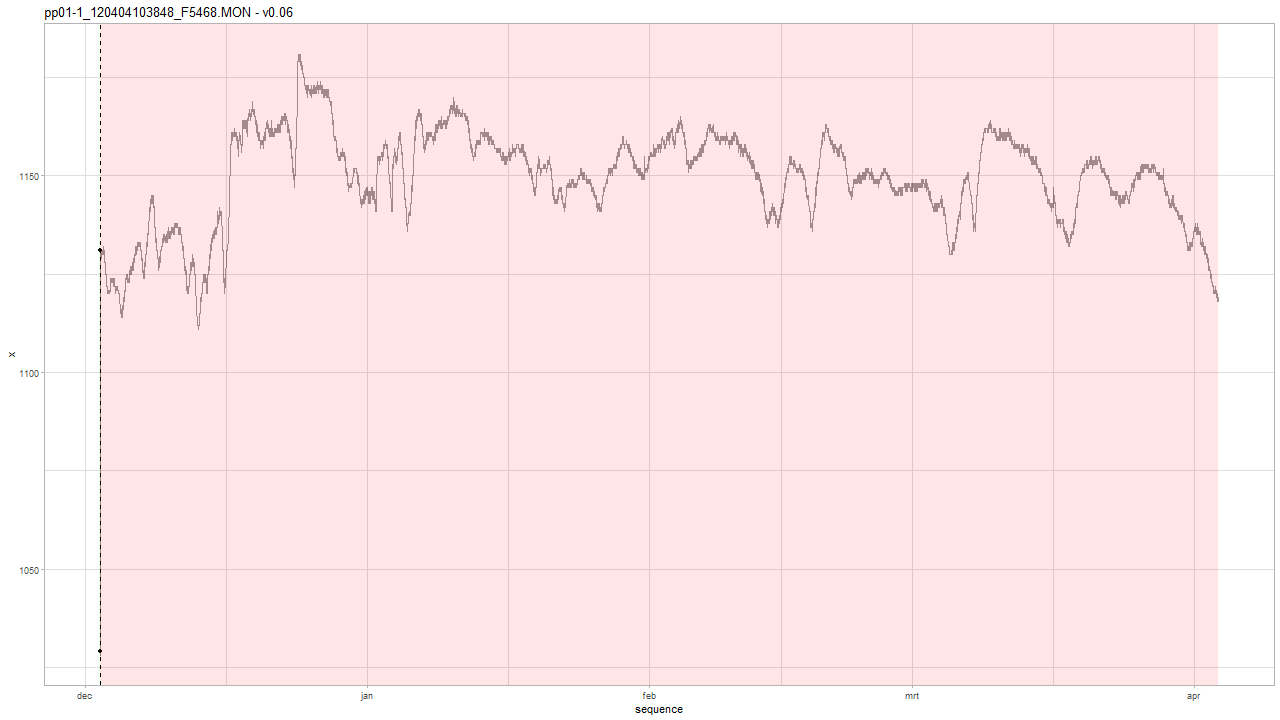 pp01-1_120404103848_F5468.MON - v0.06
x
1150
1100
1050
dec jan feb mrt apr
sequence